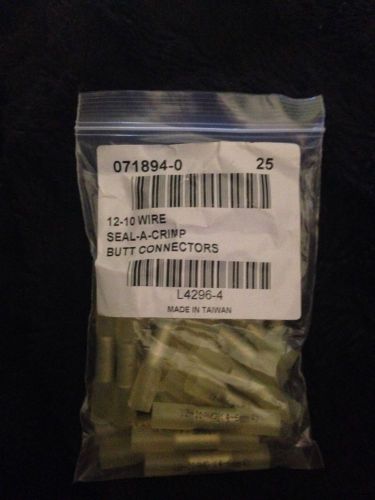 071894-0 25
12-10 WIRE
SEAL-A-CRIMP
BUTT CONNECTORS
L4296-4
MADE IN TAIWAN